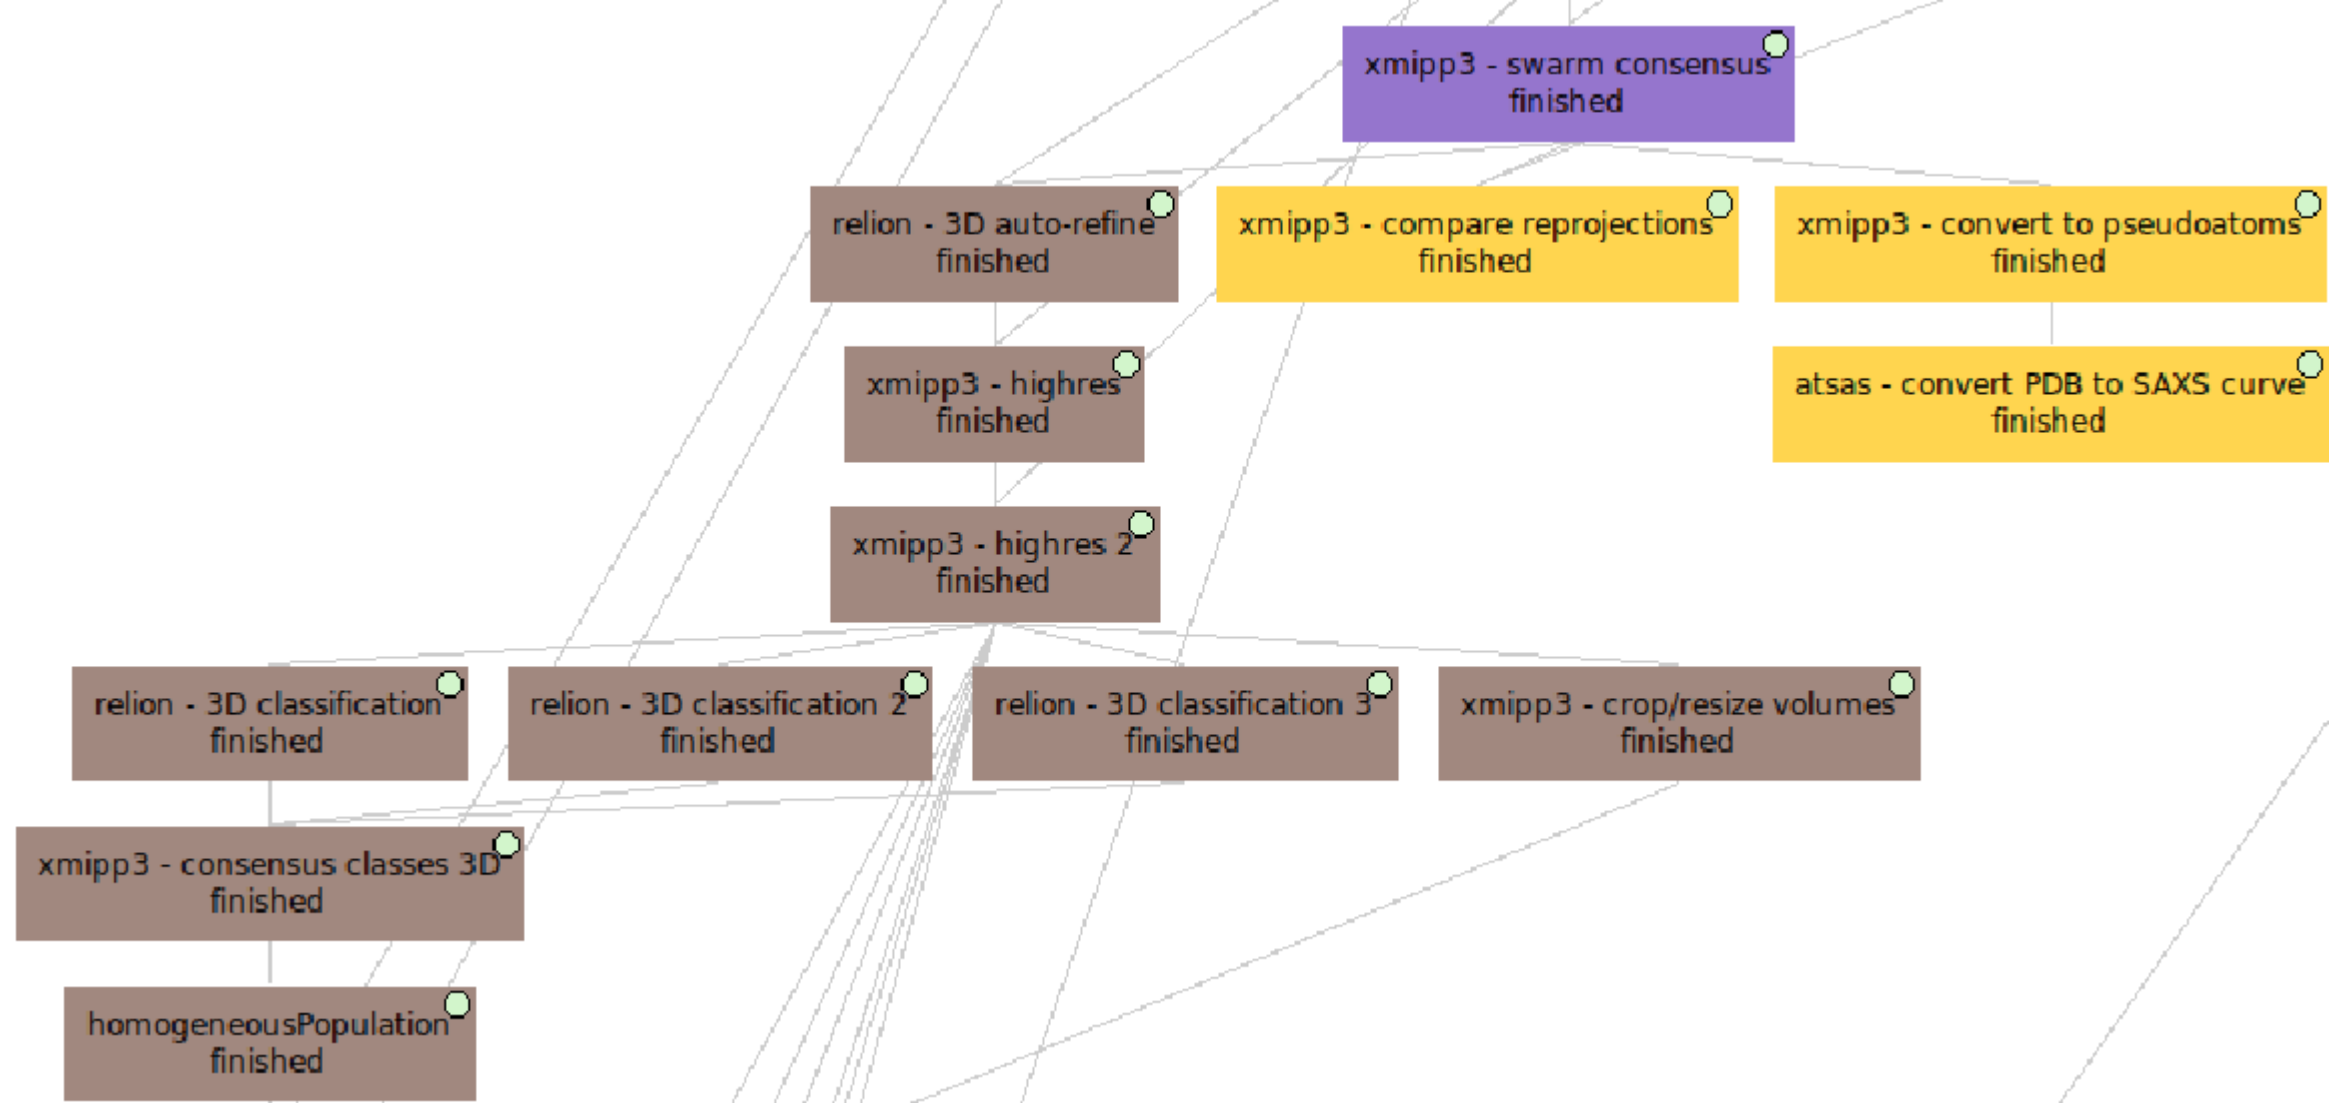 xmipp3 - swarm consensus
finished
relion - 3D auto-refine
finished
xmipp3 - compare reprojections
finished
xmipp3 - convert to pseudoatoms
finished
xmipp3 - highres
finished
atsas - convert PDB to SAXS curve
finished
xmipp3 - highres 2
finished
relion - 3D classification
finished
relion - 3D classification 2
finished
relion - 3D classification 3
finished
xmipp3 - crop/resize volumes
finished
xmipp3 - consensus classes 3D
finished
homogeneousPopulation
finished